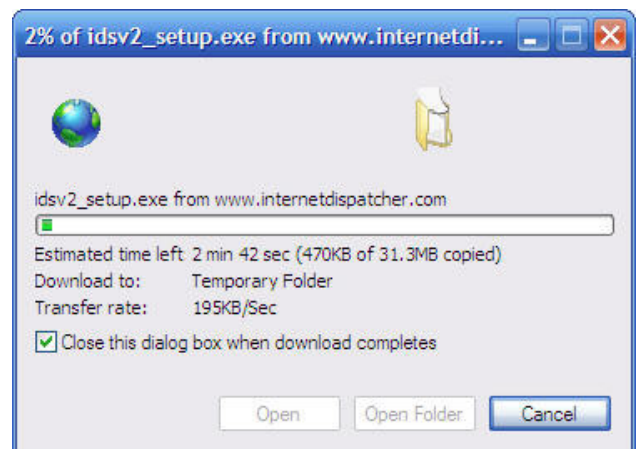 2% of idsv2_setup.exe from www.internetdi...
idsv2_setup.exe from www.internetdispatcher.com
Estimated time left 2 min 42 sec (470KB of 31.3MB copied)
Download to: Temporary Folder
Transfer rate: 195KB/Sec
Close this dialog box when download completes
Open Open Folder Cancel